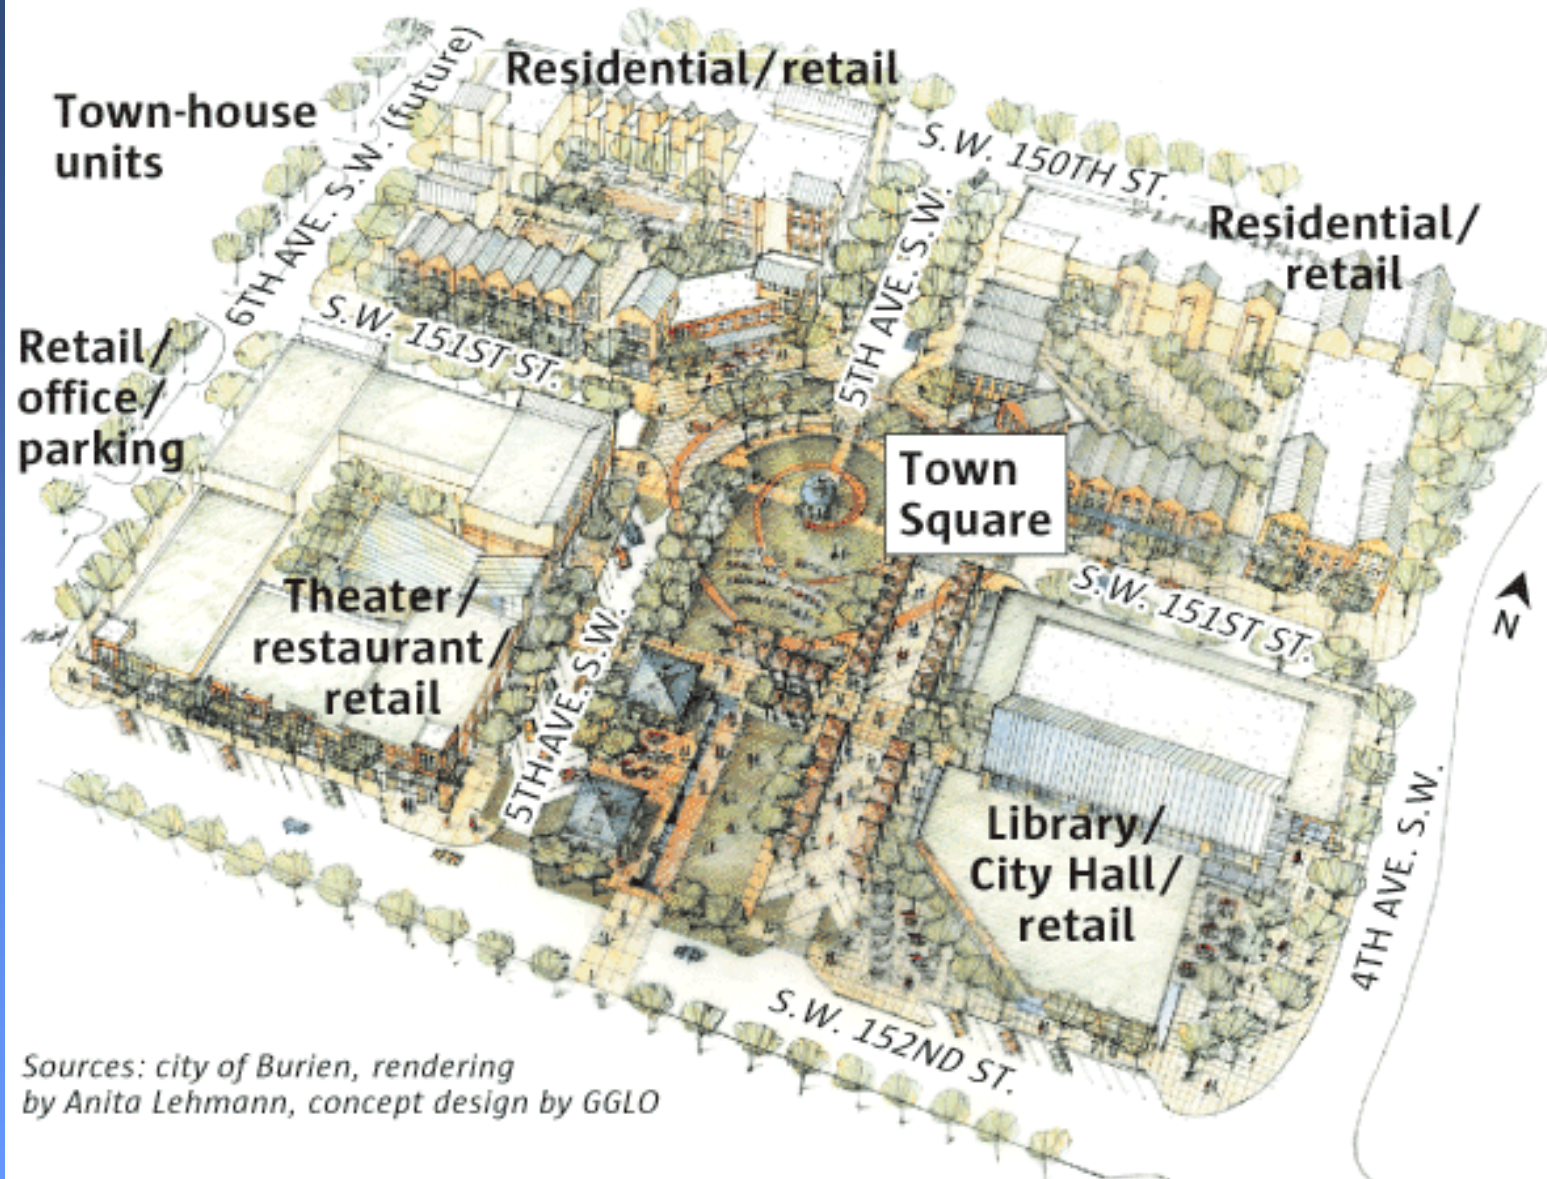 Residential/retail
Town-house
units
6TH AVE. S.W. (future)
S.W. 150TH ST.
Residential/
retail
5TH AVE. S.W.
S.W. 151ST ST.
Retail/
office/
parking
Town
Square
Theater/
restaurant/
retail
S.W. 151ST ST.
N
5TH AVE. S.W.
Library/
City Hall/
retail
4TH AVE. S.W.
S.W. 152ND ST.
Sources: city of Burien, rendering
by Anita Lehmann, concept design by GGLO